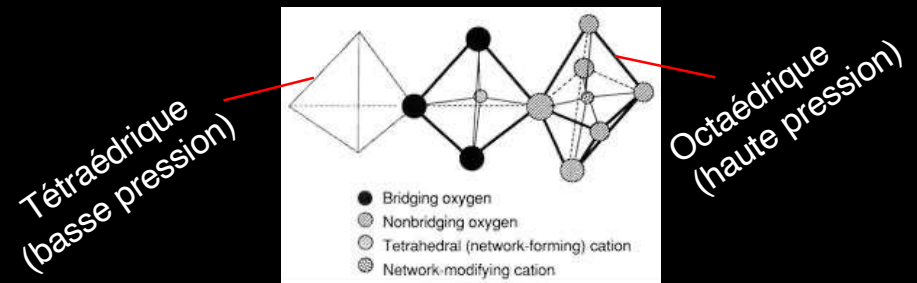 Tétraédrique
(basse pression)
Octaédrique
(haute pression)
Bridging oxygen
Nonbridging oxygen
Tetrahedral (network-forming) cation
Network-modifying cation